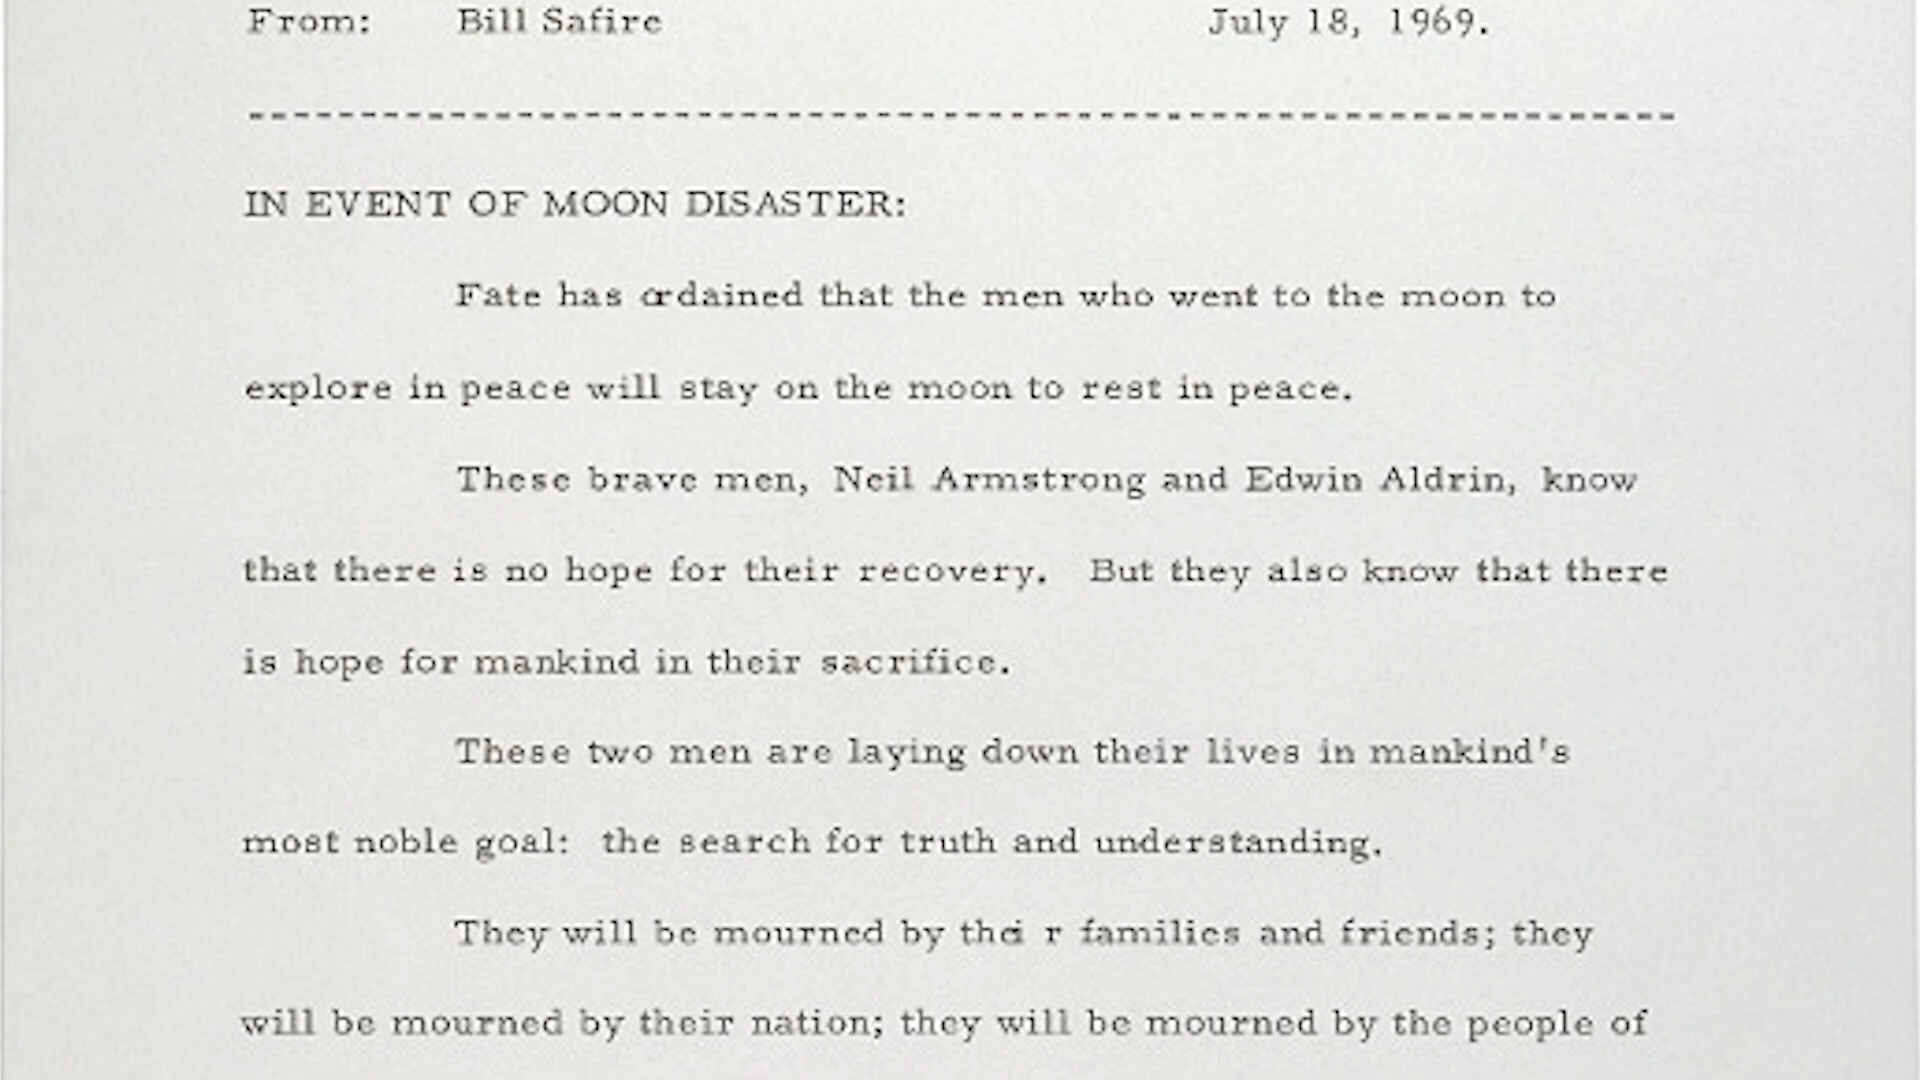 From: Bill Safire July 18, 1969.
IN EVENT OF MOON DISASTER:
Fate has ordained that the men who went to the moon to
explore in peace will stay on the moon to rest in peace.
These brave men, Neil Armstrong and Edwin Aldrin, know
that there is no hope for their recovery. But they also know that there
is hope for mankind in their sacrifice.
These two men are laying down their lives in mankind's
most noble goal: the search for truth and understanding.
They will be mourned by thei r families and friends; they
will be mourned by their nation; they will be mourned by the people of